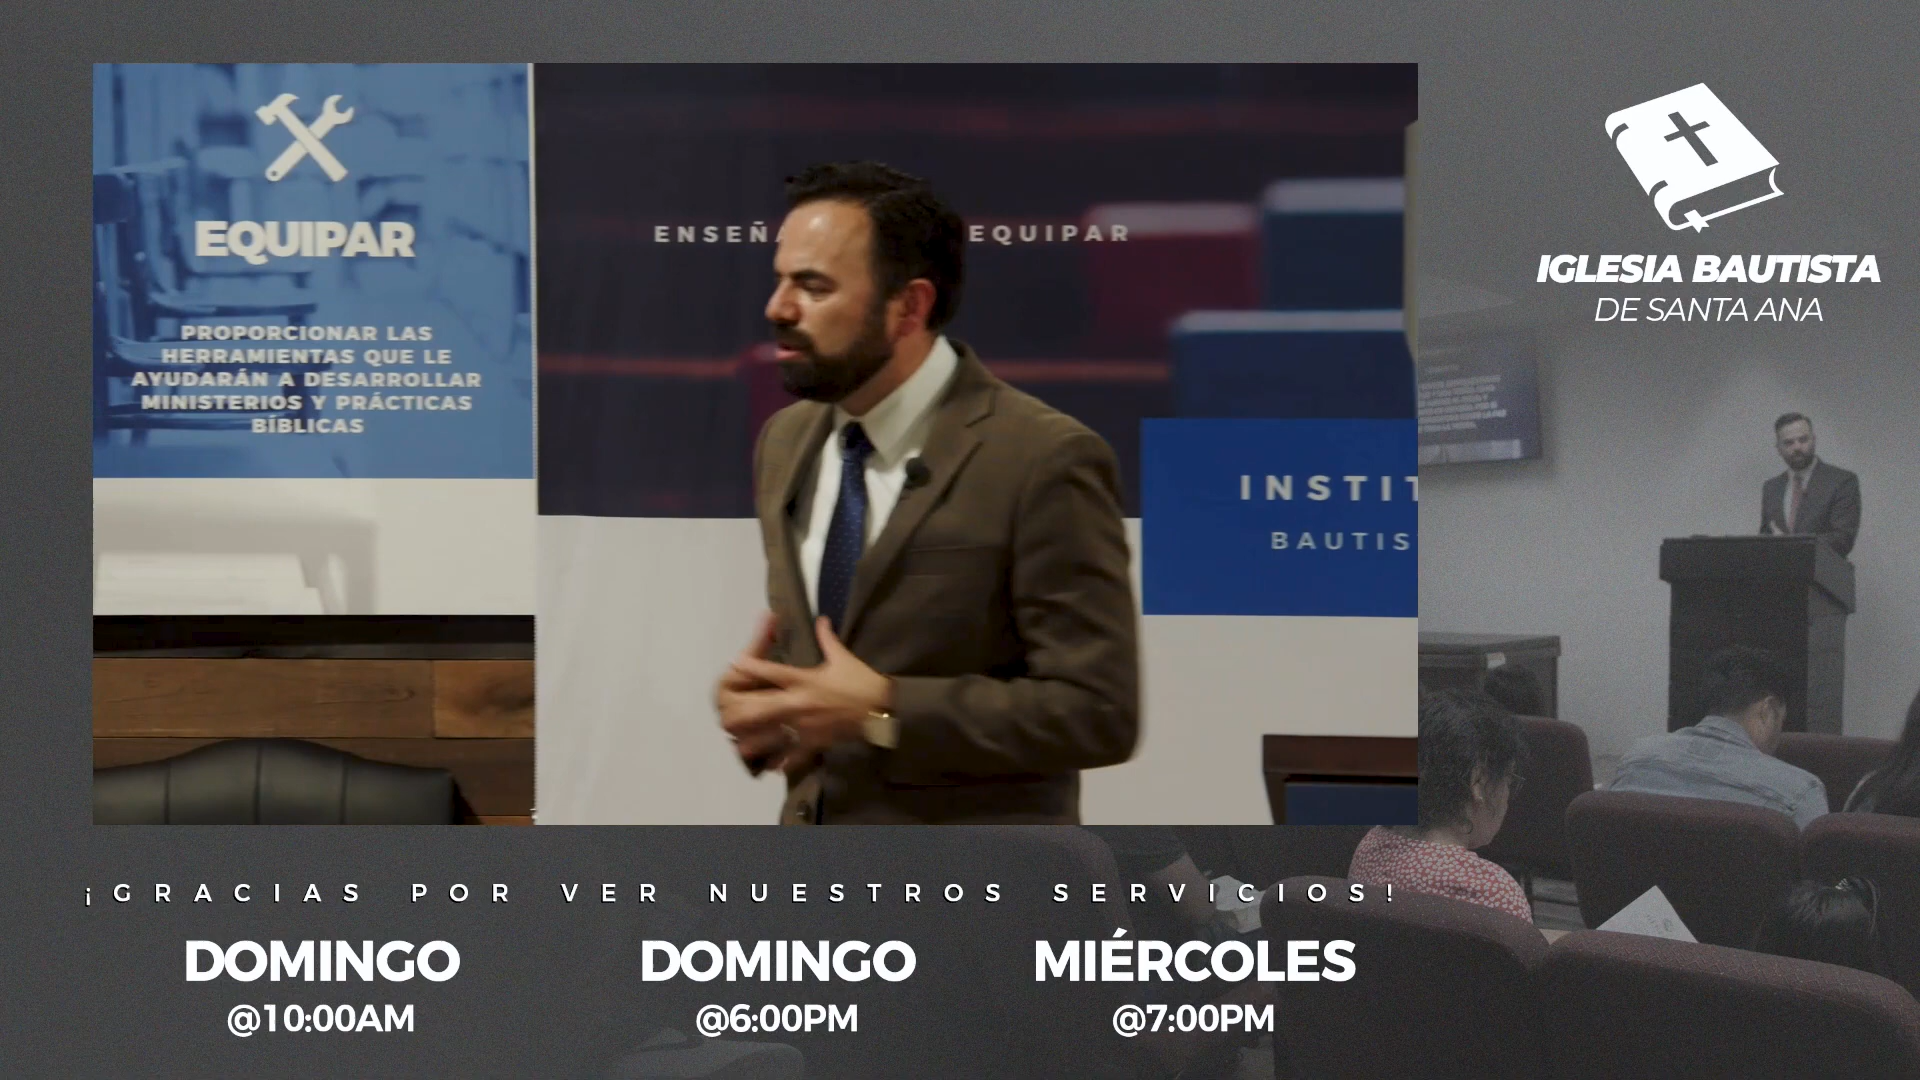 EQUIPAR
PROPORCIONAR LAS
HERRAMIENTAS QUE LE
AYUDARÁN A DESARROLLAR
MINISTERIOS Y PRÁCTICAS
BÍBLICAS
ENSEÑ EQUIPAR
INSTIT
BAUTIS
IGLESIA BAUTISTA
DE SANTA ANA
¡GRACIAS POR VER NUESTROS SERVICIOS!
DOMINGO DOMINGO MIÉRCOLES
@10:00AM @6:00PM @7:00PM